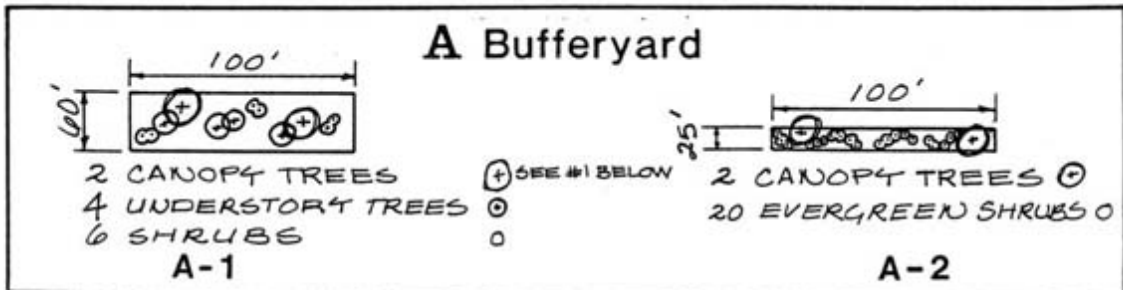 A Bufferyard
100'
60'
2 CANOPY TREES
SEE #1 BELOW
4 UNDERSTORY TREES
6 SHRUBS
A-1
100'
25'
2 CANOPY TREES
20 EVERGREEN SHRUBS
A-2